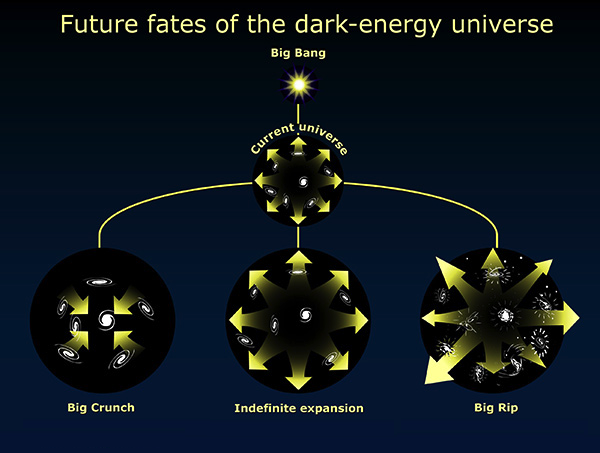 Future fates of the dark-energy universe
Big Bang
Current universe
Big Crunch
Indefinite expansion
Big Rip